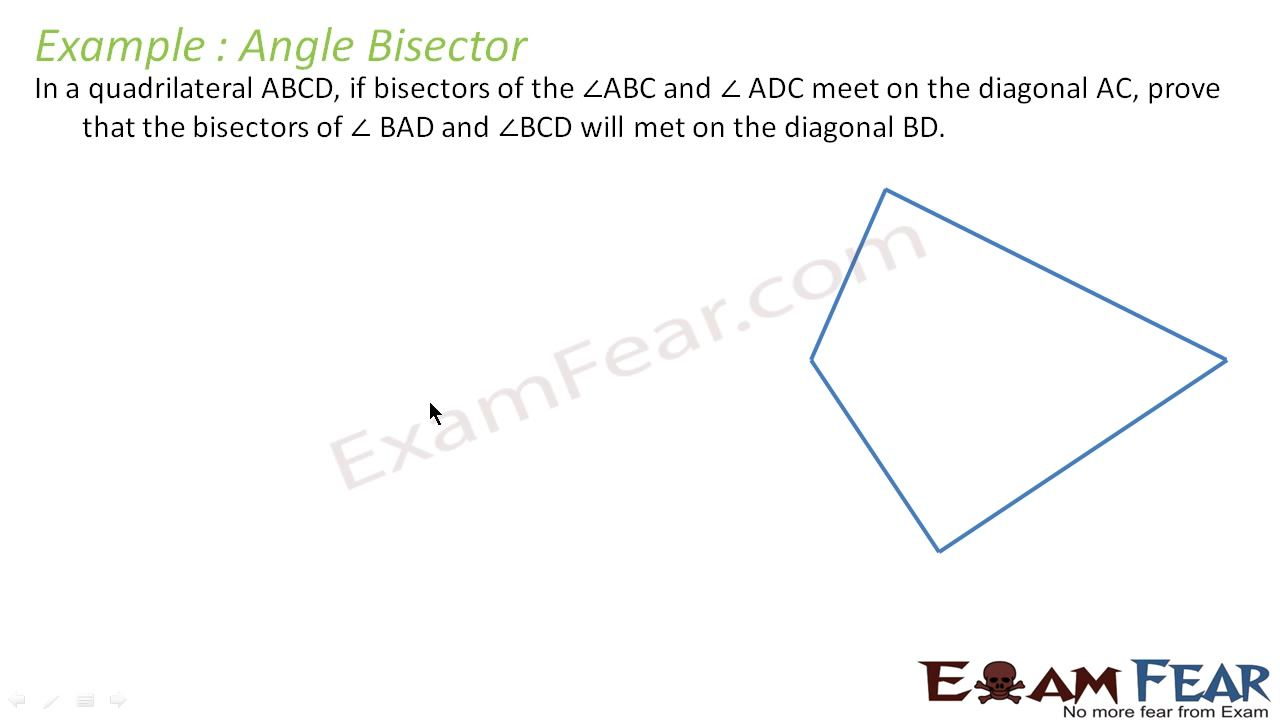 Example : Angle Bisector
In a quadrilateral ABCD, if bisectors of the ∠ABC and ∠ ADC meet on the diagonal AC, prove
that the bisectors of ∠ BAD and ∠BCD will met on the diagonal BD.
ExamFear.com
EXAM FEAR
No more fear from Exam